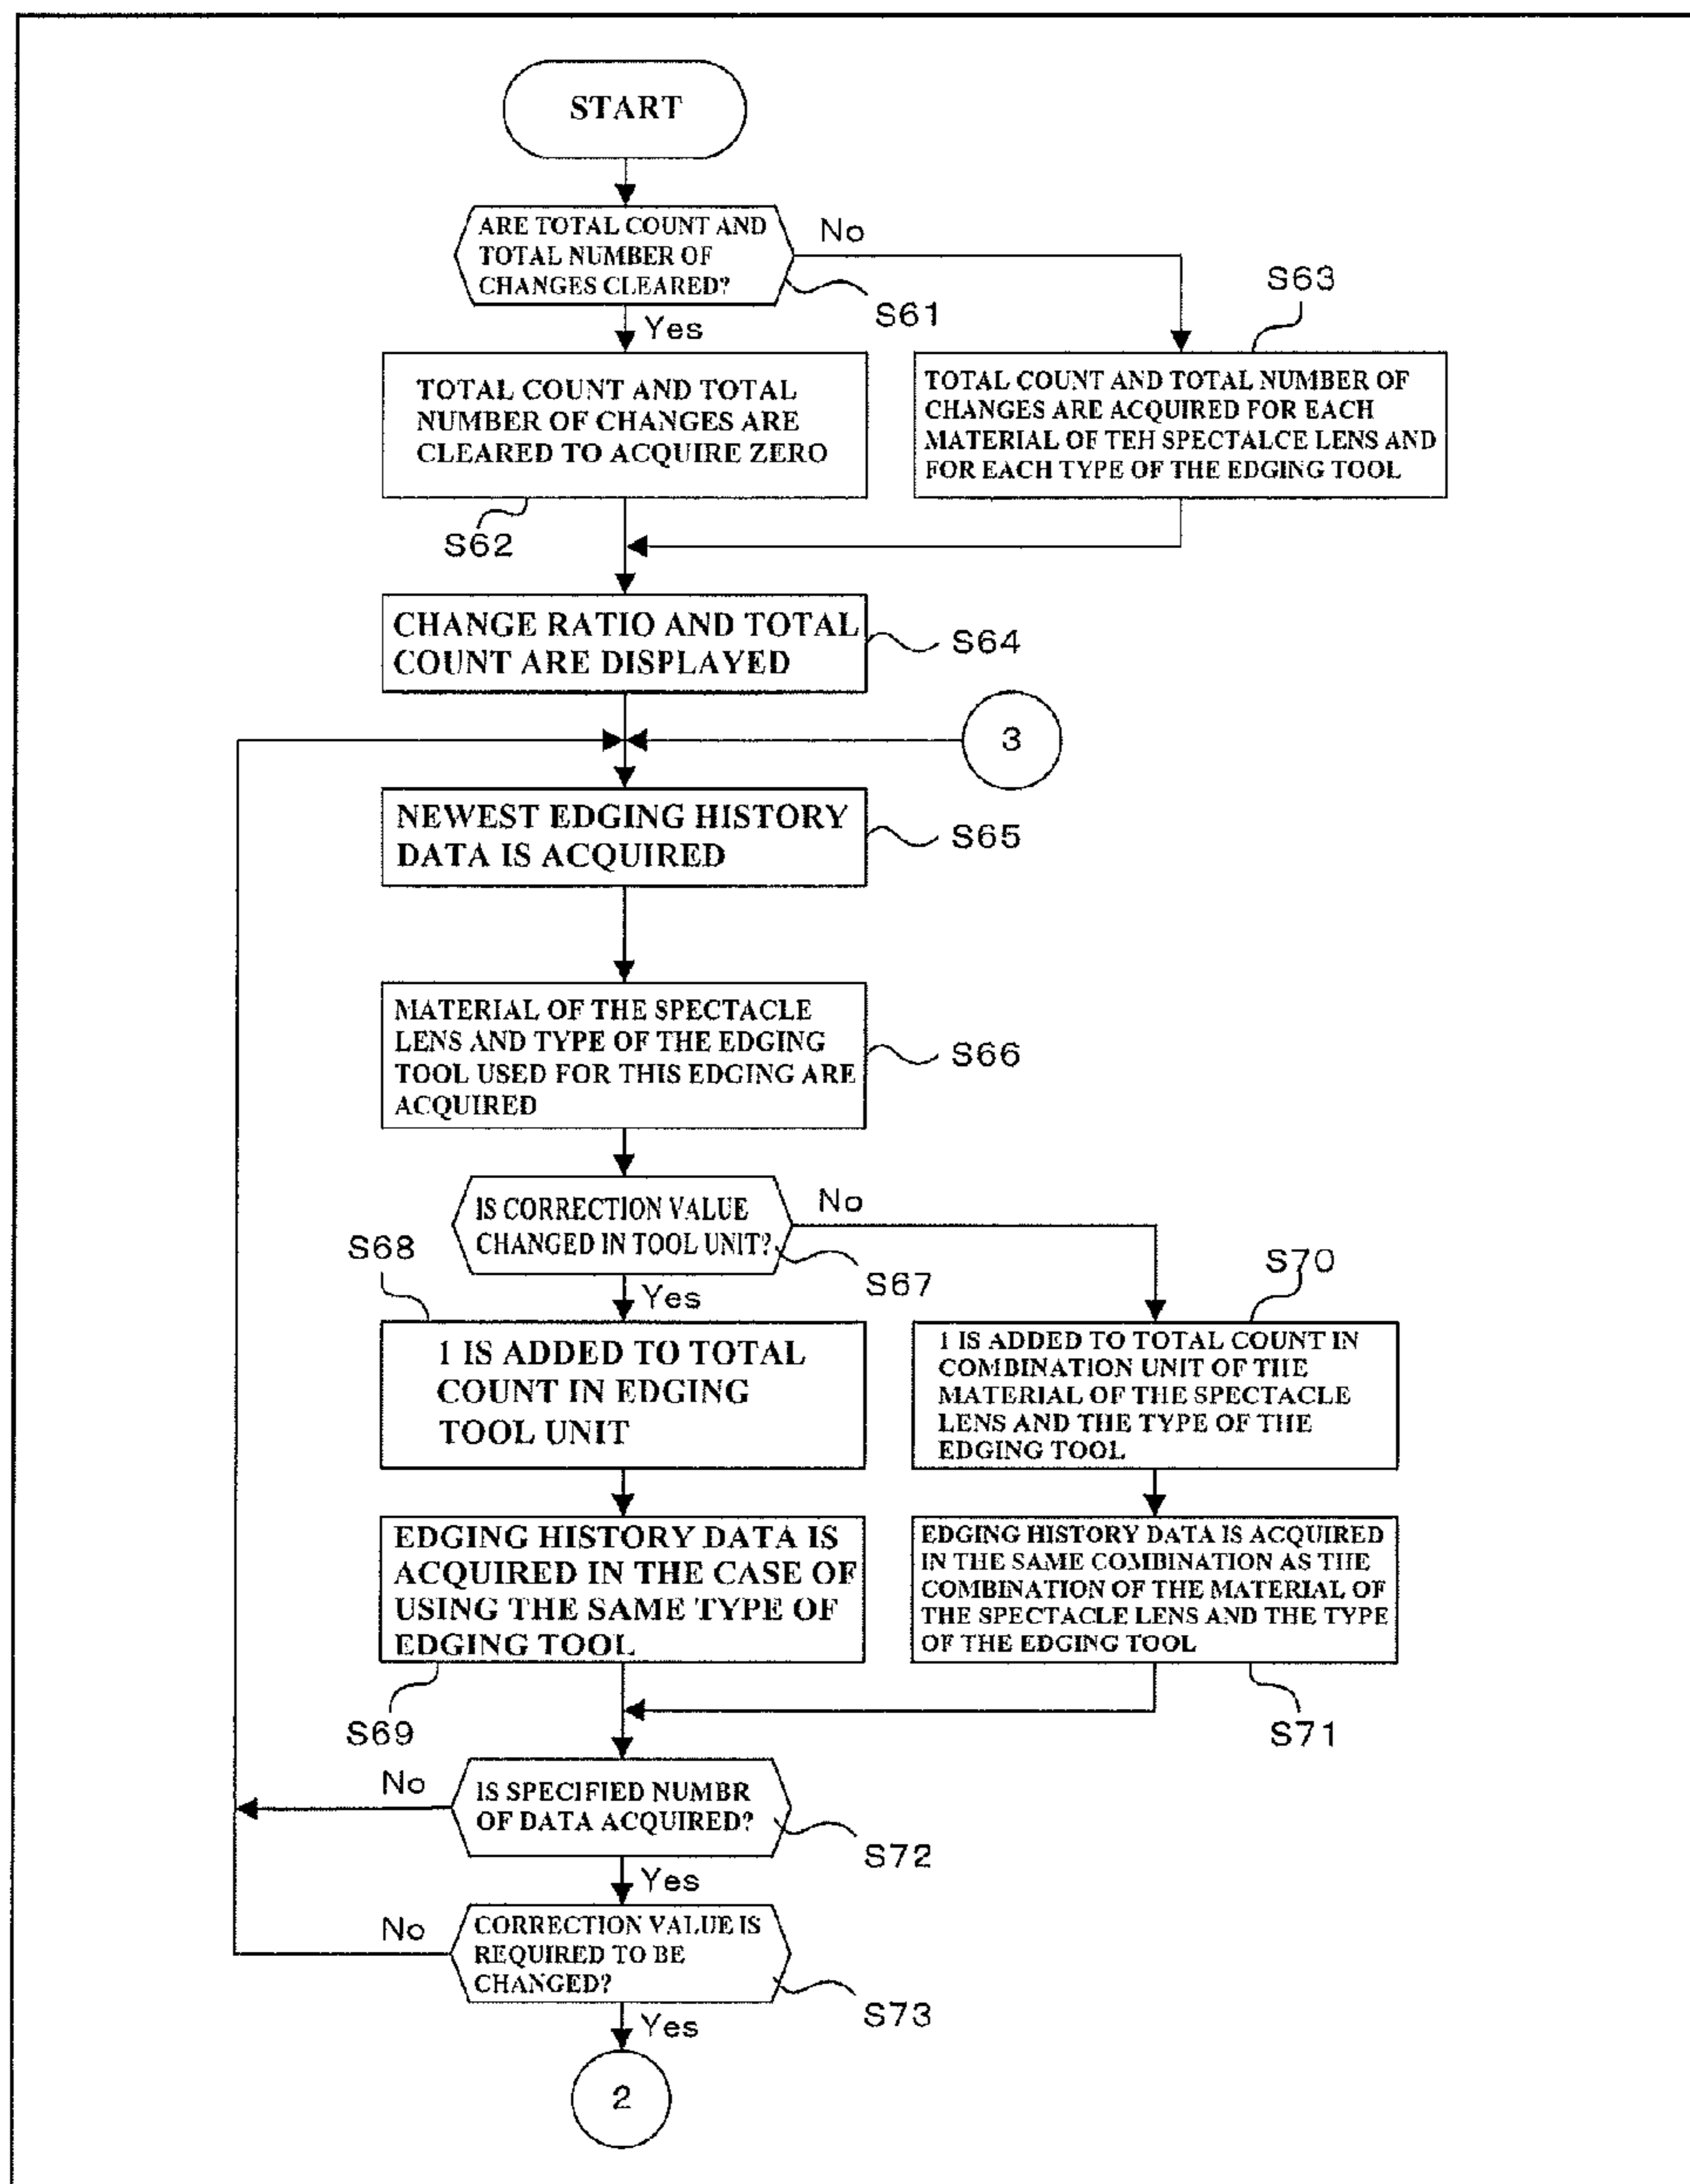 START
ARE TOTAL COUNT AND
TOTAL NUMBER OF
CHANGES CLEARED?
No
S61
S63
Yes
TOTAL COUNT AND TOTAL
NUMBER OF CHANGES ARE
CLEARED TO ACQUIRE ZERO
TOTAL COUNT AND TOTAL NUMBER OF
CHANGES ARE ACQUIRED FOR EACH
MATERIAL OF TEH SPECTALCE LENS AND
FOR EACH TYPE OF THE EDGING TOOL
S62
CHANGE RATIO AND TOTAL
COUNT ARE DISPLAYED
S64
3
NEWEST EDGING HISTORY
DATA IS ACQUIRED
S65
MATERIAL OF THE SPECTACLE
LENS AND TYPE OF THE EDGING
TOOL USED FOR THIS EDGING ARE
ACQUIRED
S66
IS CORRECTION VALUE
CHANGED IN TOOL UNIT?
No
S68
S67
S70
Yes
1 IS ADDED TO TOTAL
COUNT IN EDGING
TOOL UNIT
1 IS ADDED TO TOTAL COUNT IN
COMBINATION UNIT OF THE
MATERIAL OF THE SPECTACLE
LENS AND THE TYPE OF THE
EDGING TOOL
EDGING HISTORY DATA IS
ACQUIRED IN THE CASE OF
USING THE SAME TYPE OF
EDGING TOOL
EDGING HISTORY DATA IS ACQUIRED
IN THE SAME COMBINATION AS THE
COMBINATION OF THE MATERIAL OF
THE SPECTACLE LENS AND THE TYPE
OF THE EDGING TOOL
S69
S71
No
IS SPECIFIED NUMBR
OF DATA ACQUIRED?
S72
Yes
No
CORRECTION VALUE IS
REQUIRED TO BE
CHANGED?
S73
Yes
2